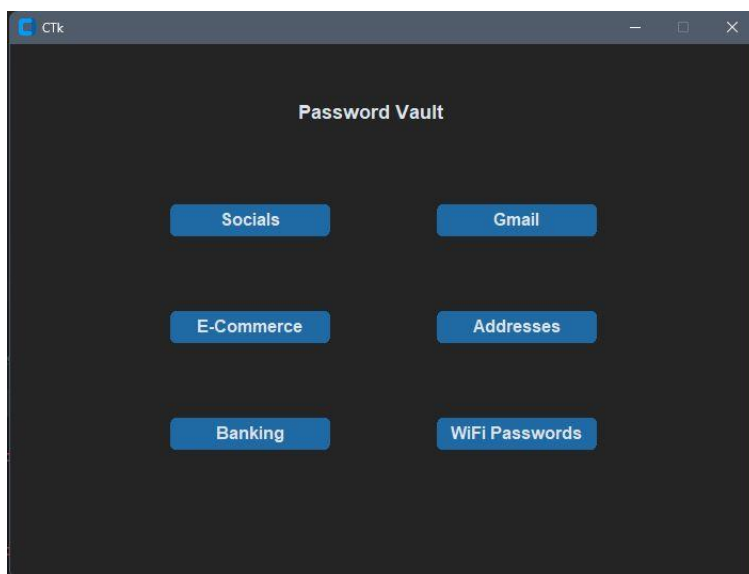 CTk
Password Vault
Socials
Gmail
E-Commerce
Addresses
Banking
WiFi Passwords